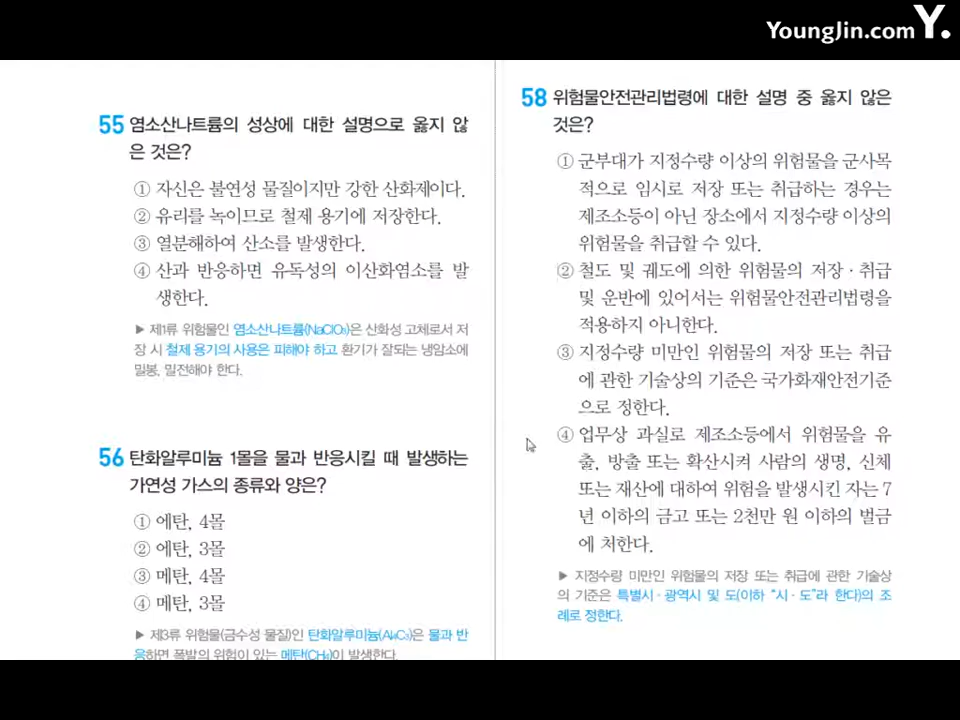 YoungJin.com Y.
55 염소산나트륨의 성상에 대한 설명으로 옳지 않
은 것은?
① 자신은 불연성 물질이지만 강한 산화제이다.
② 유리를 녹이므로 철제 용기에 저장한다.
③ 열분해하여 산소를 발생한다.
④ 산과 반응하면 유독성의 이산화염소를 발
생한다.
▶ 제1류 위험물인 염소산나트륨(NaClO₃)은 산화성 고체로서 저
장 시 철제 용기의 사용은 피해야 하고 환기가 잘되는 냉암소에
밀봉, 밀전해야 한다.
56 탄화알루미늄 1몰을 물과 반응시킬 때 발생하는
가연성 가스의 종류와 양은?
① 에탄, 4몰
② 에탄, 3몰
③ 메탄, 4몰
④ 메탄, 3몰
▶ 제3류 위험물(금수성 물질)인 탄화알루미늄(Al₄C₃)은 물과 반
응하면 폭발의 위험이 있는 메탄(CH₄)이 발생한다.
58 위험물안전관리법령에 대한 설명 중 옳지 않은
것은?
① 군부대가 지정수량 이상의 위험물을 군사목
적으로 임시로 저장 또는 취급하는 경우는
제조소등이 아닌 장소에서 지정수량 이상의
위험물을 취급할 수 있다.
② 철도 및 궤도에 의한 위험물의 저장·취급
및 운반에 있어서는 위험물안전관리법령을
적용하지 아니한다.
③ 지정수량 미만인 위험물의 저장 또는 취급
에 관한 기술상의 기준은 국가화재안전기준
으로 정한다.
④ 업무상 과실로 제조소등에서 위험물을 유
출, 방출 또는 확산시켜 사람의 생명, 신체
또는 재산에 대하여 위험을 발생시킨 자는 7
년 이하의 금고 또는 2천만 원 이하의 벌금
에 처한다.
▶ 지정수량 미만인 위험물의 저장 또는 취급에 관한 기술상
의 기준은 특별시·광역시 및 도(이하 "시·도"라 한다)의 조
례로 정한다.